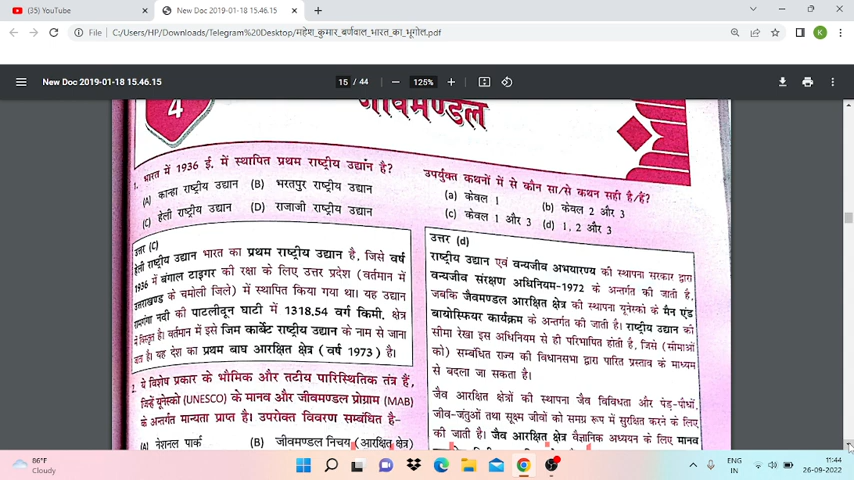 (35) YouTube
New Doc 2019-01-18 15.46.15
File
C:/Users/HP/Downloads/Telegram%20Desktop/महेश_कुमार_बर्णवाल_भारत_का_भूगोल.pdf
K
New Doc 2019-01-18 15.46.15
15 / 44
125%
4
जीवमण्डल
1. भारत में 1936 ई. में स्थापित प्रथम राष्ट्रीय उद्यान है?
(A) कान्हा राष्ट्रीय उद्यान (B) भरतपुर राष्ट्रीय उद्यान
(C) हेली राष्ट्रीय उद्यान (D) राजाजी राष्ट्रीय उद्यान
उत्तर (C)
हेली राष्ट्रीय उद्यान भारत का प्रथम राष्ट्रीय उद्यान है, जिसे वर्ष
1936 में बंगाल टाइगर की रक्षा के लिए उत्तर प्रदेश (वर्तमान में
उत्तराखण्ड के चमोली जिले) में स्थापित किया गया था। यह उद्यान
रामगंगा नदी की पाटलीदून घाटी में 1318.54 वर्ग किमी. क्षेत्र
में विस्तृत है। वर्तमान में इसे जिम कार्बेट राष्ट्रीय उद्यान के नाम से जाना
जाता है। यह देश का प्रथम बाघ आरक्षित क्षेत्र (वर्ष 1973) है।
2. ये विशेष प्रकार के भौमिक और तटीय पारिस्थितिक तंत्र हैं,
जिन्हें यूनेस्को (UNESCO) के मानव और जीवमण्डल प्रोग्राम (MAB)
के अन्तर्गत मान्यता प्राप्त है। उपरोक्त विवरण सम्बंधित है-
(A) नेशनल पार्क (B) जीवमण्डल निचय (आरक्षित क्षेत्र)
उपर्युक्त कथनों में से कौन सा/से कथन सही है/हैं?
(a) केवल 1 (b) केवल 2 और 3
(c) केवल 1 और 3 (d) 1, 2 और 3
उत्तर (d)
राष्ट्रीय उद्यान एवं वन्यजीव अभयारण्य की स्थापना सरकार द्वारा
वन्यजीव संरक्षण अधिनियम-1972 के अन्तर्गत की जाती है,
जबकि जैवमण्डल आरक्षित क्षेत्र की स्थापना यूनेस्को के मैन एंड
बायोस्फियर कार्यक्रम के अन्तर्गत की जाती है। राष्ट्रीय उद्यान की
सीमा रेखा इस अधिनियम से ही परिभाषित होती है, जिसे (सीमाओं
को) सम्बंधित राज्य की विधानसभा द्वारा पारित प्रस्ताव के माध्यम
से बदला जा सकता है।
जैव आरक्षित क्षेत्रों की स्थापना जैव विविधता और पेड़-पौधों,
जीव-जंतुओं तथा सूक्ष्म जीवों को समग्र रूप में सुरक्षित करने के लिए
की जाती है। जैव आरक्षित क्षेत्र वैज्ञानिक अध्ययन के लिए मानव
86°F
Cloudy
ENG
IN
11:44
26-09-2022